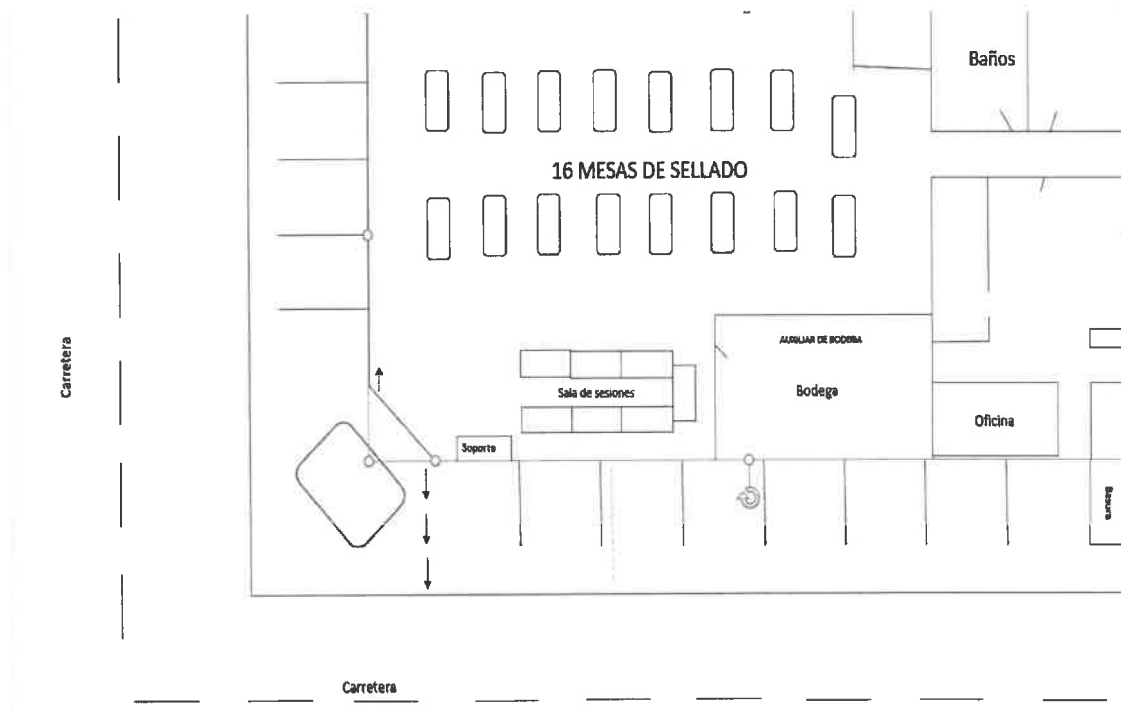 Baños
16 MESAS DE SELLADO
AUXILIAR DE BODEGA
Bodega
Sala de sesiones
Oficina
Soporte
Basura
Carretera
Carretera